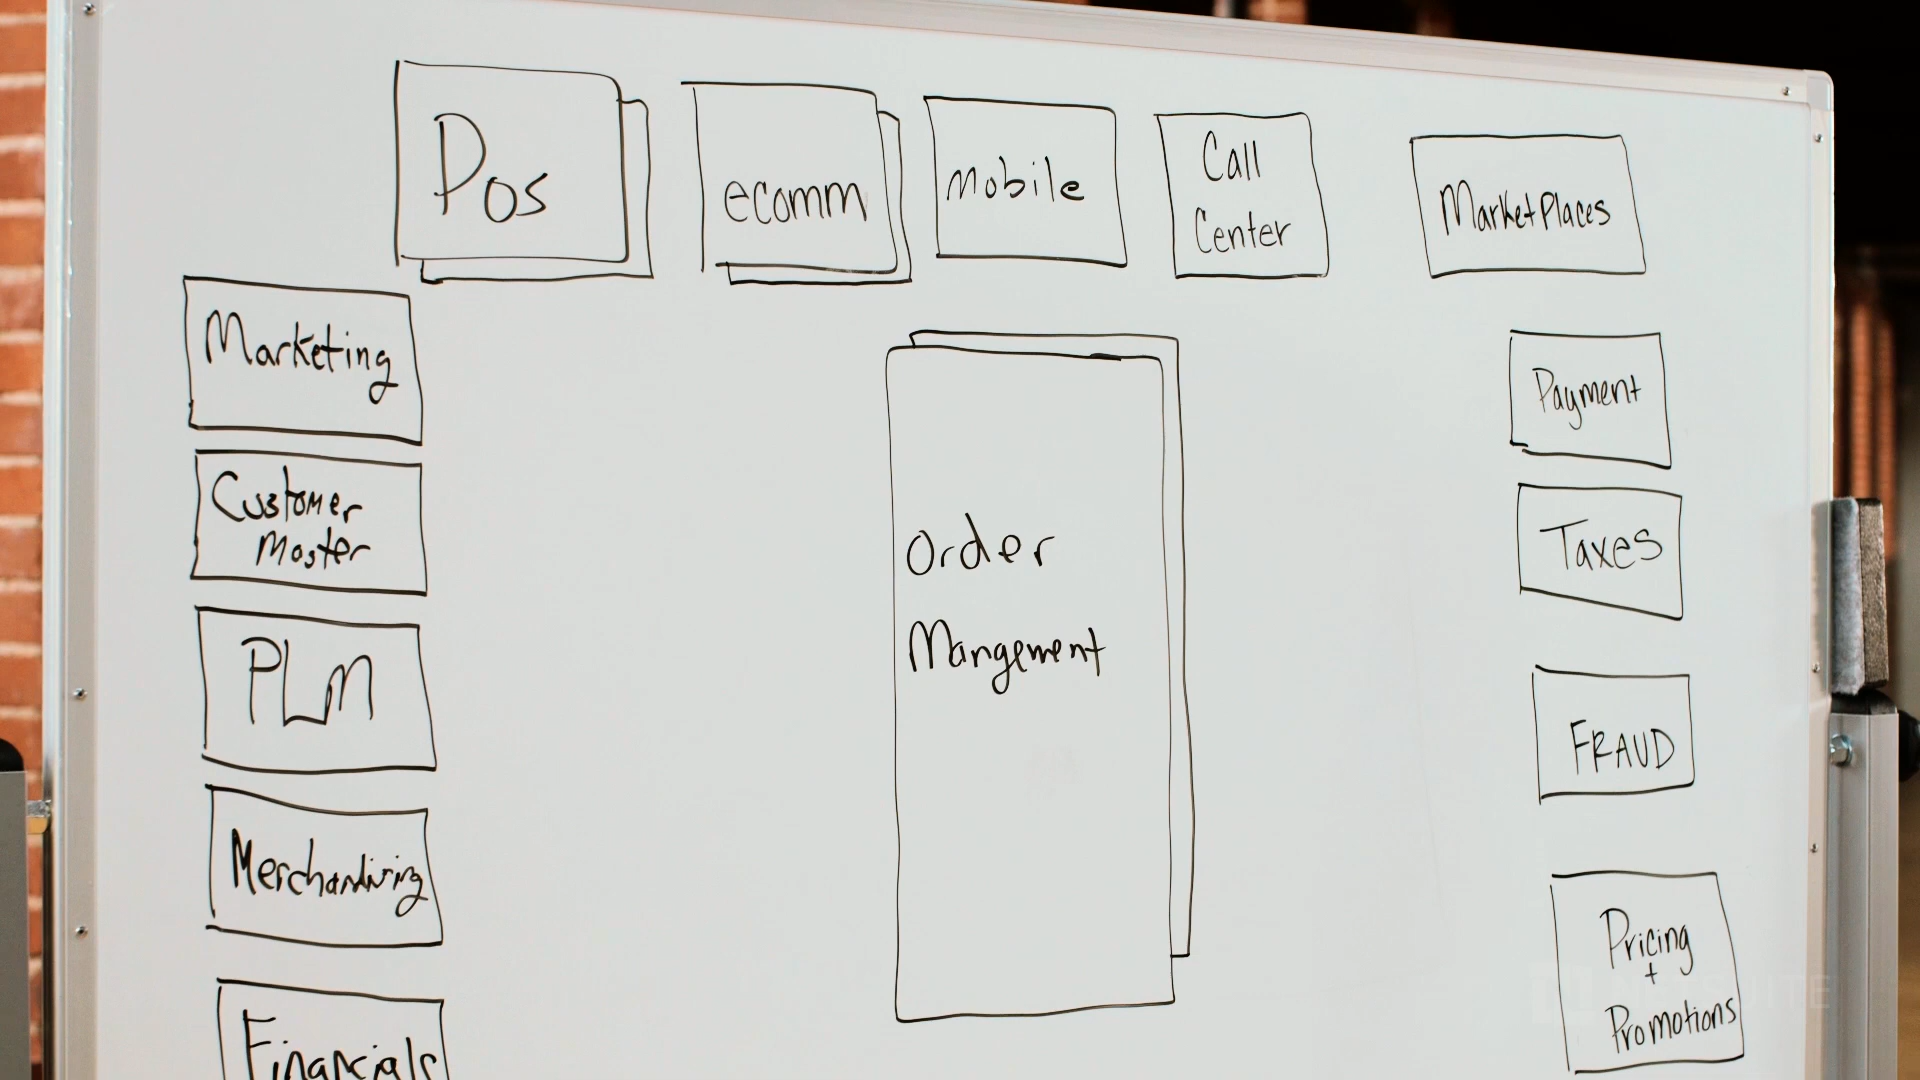 Pos
ecomm
Mobile
Call
Center
MarketPlaces
Marketing
Customer
Master
PLM
Merchandising
Financials
Order
Mangement
Payment
Taxes
FRAUD
Pricing
+
Promotions